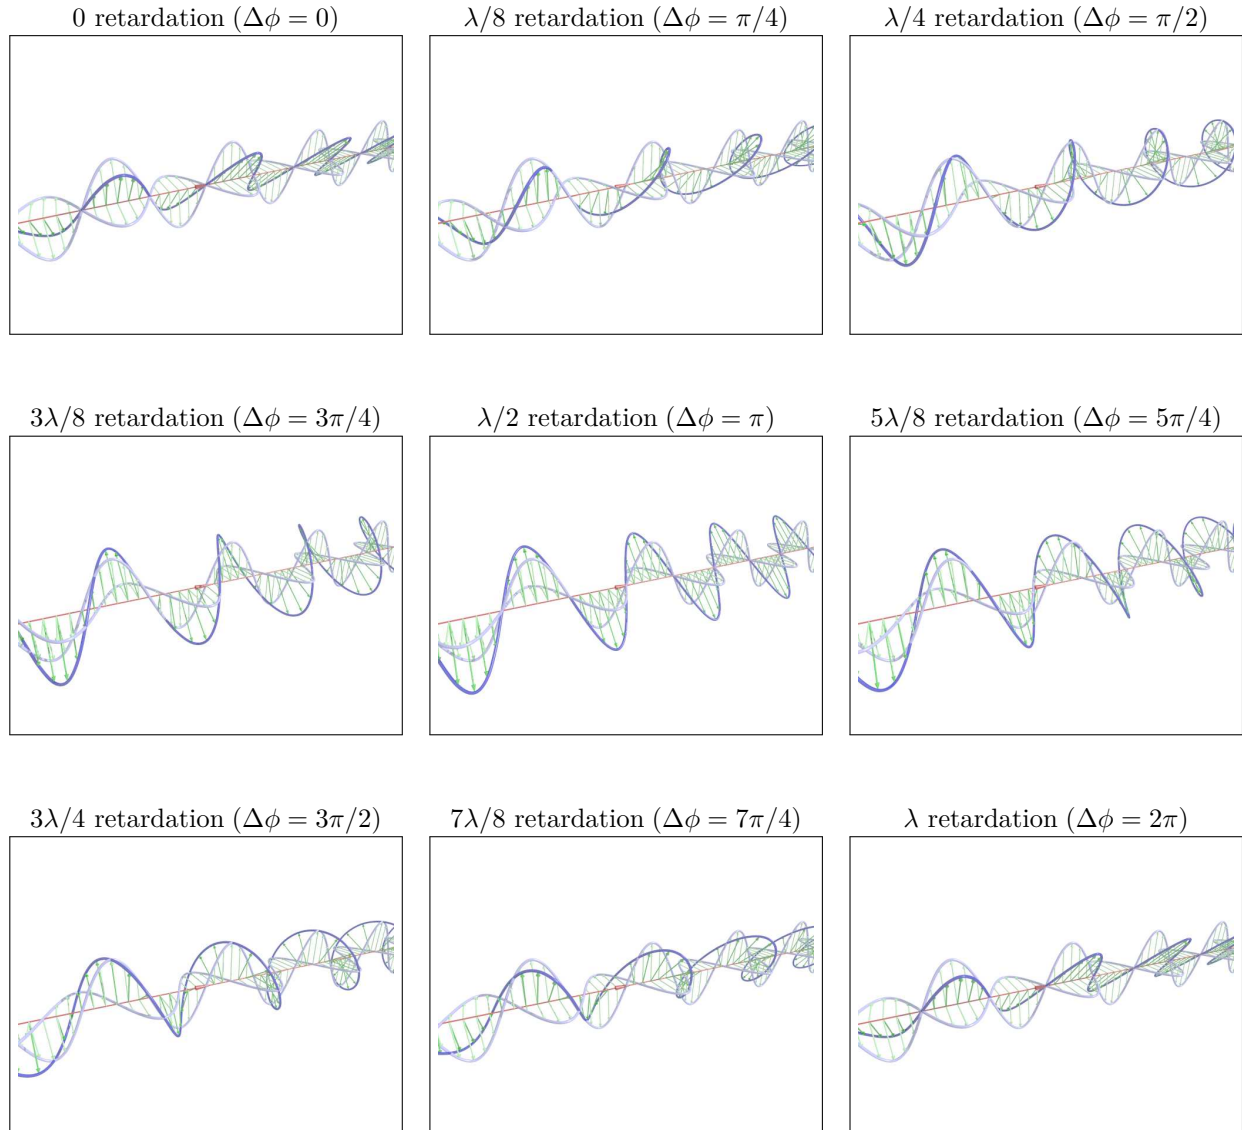 0 retardation (Δϕ = 0)
λ/8 retardation (Δϕ = π/4)
λ/4 retardation (Δϕ = π/2)
3λ/8 retardation (Δϕ = 3π/4)
λ/2 retardation (Δϕ = π)
5λ/8 retardation (Δϕ = 5π/4)
3λ/4 retardation (Δϕ = 3π/2)
7λ/8 retardation (Δϕ = 7π/4)
λ retardation (Δϕ = 2π)